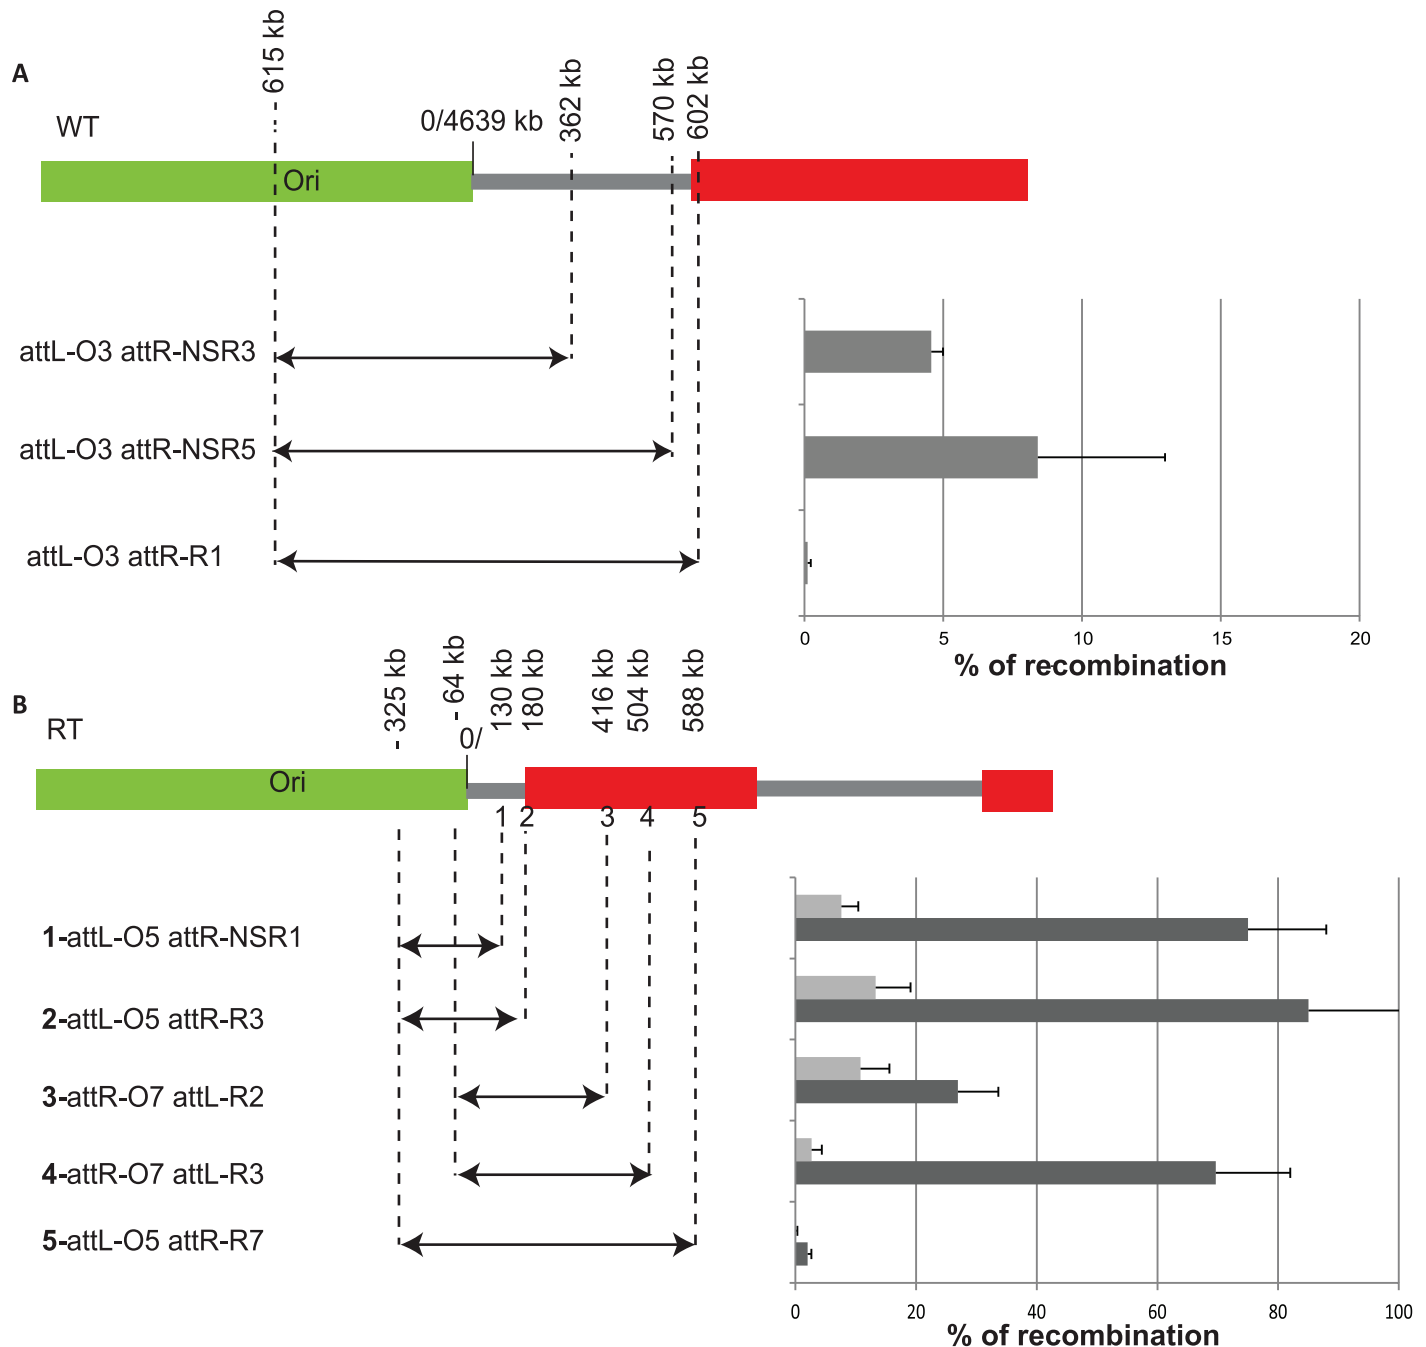 A
WT
615 kb
0/4639 kb
362 kb
570 kb
602 kb
Ori
attL-O3 attR-NSR3
attL-O3 attR-NSR5
attL-O3 attR-R1
0 5 10 15 20
% of recombination
B
RT
- 325 kb
- 64 kb
0/
130 kb
180 kb
416 kb
504 kb
588 kb
Ori
1 2 3 4 5
1-attL-O5 attR-NSR1
2-attL-O5 attR-R3
3-attR-O7 attL-R2
4-attR-O7 attL-R3
5-attL-O5 attR-R7
0 20 40 60 80 100
% of recombination